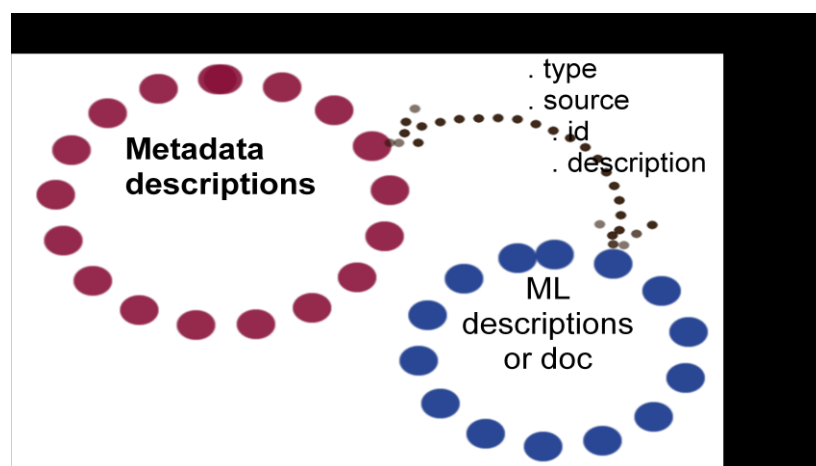 . type
. source
. id
. description
Metadata
descriptions
ML
descriptions
or doc